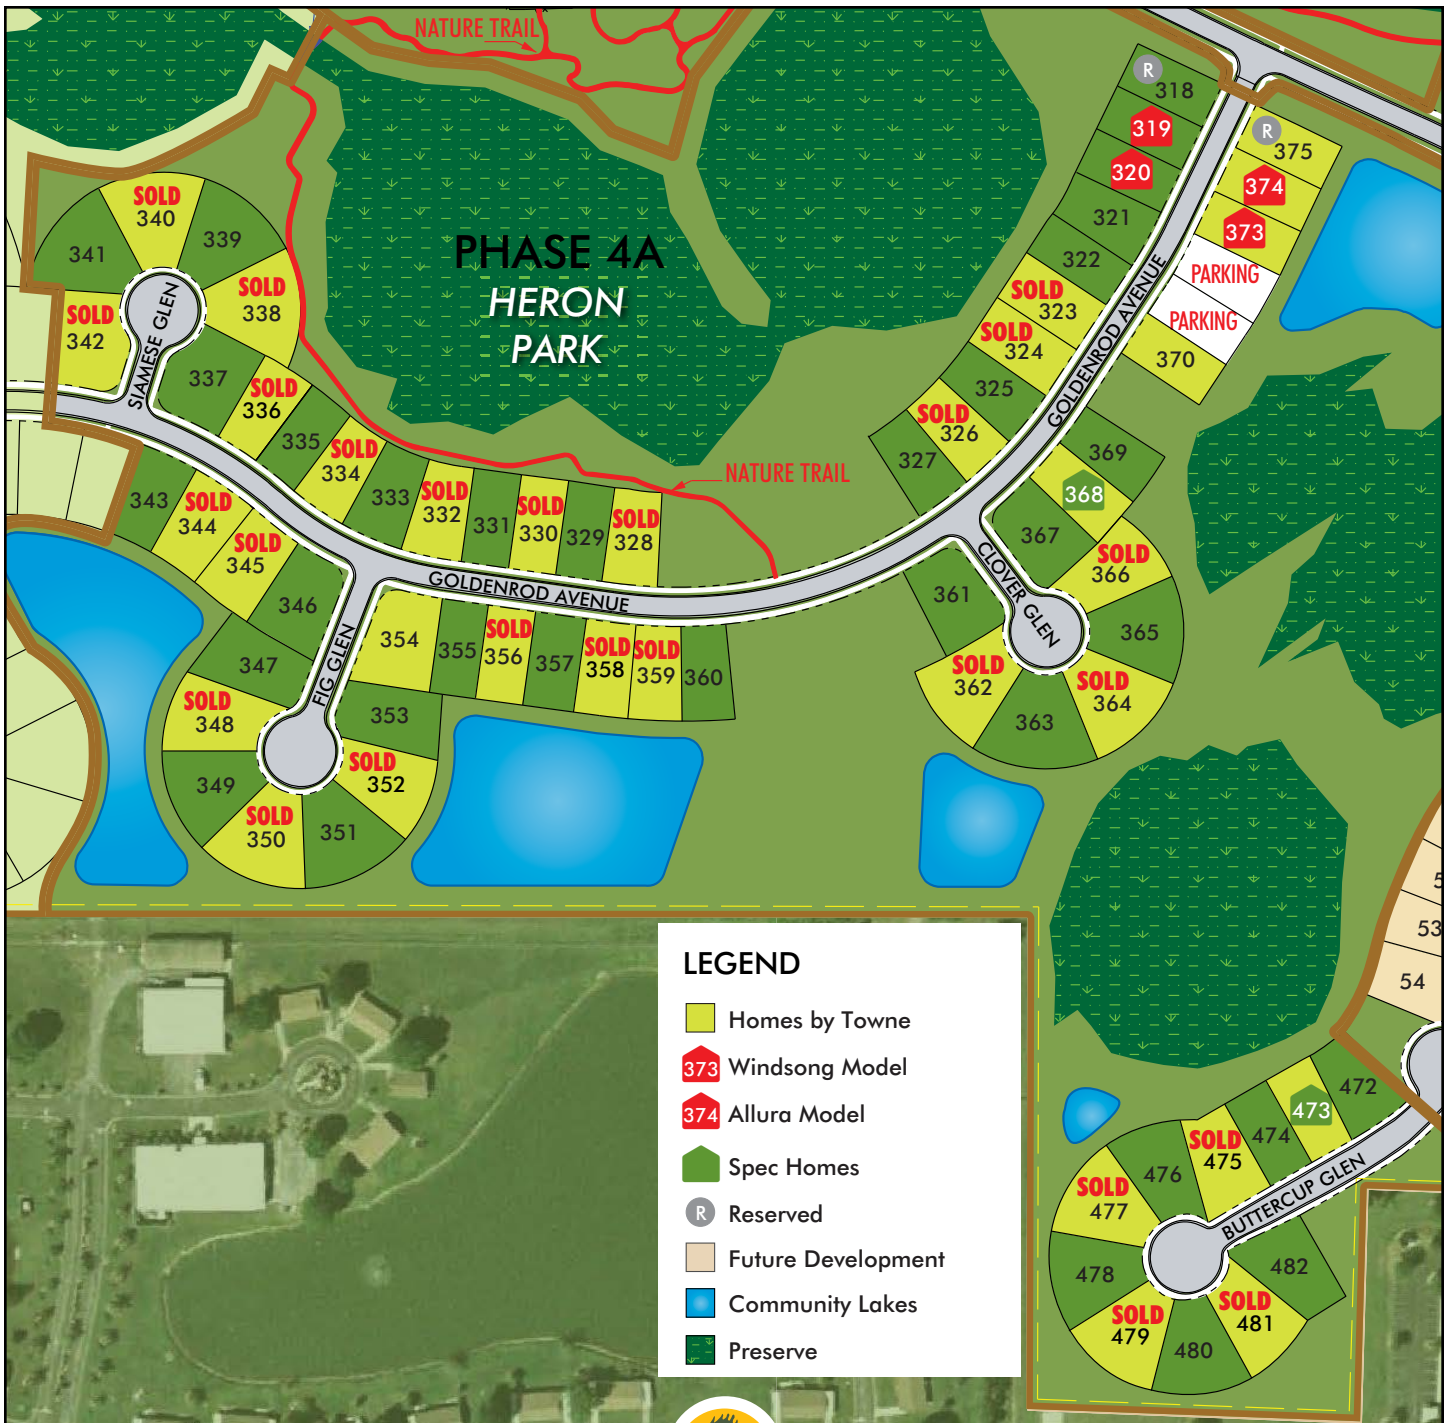 NATURE TRAIL
R
318
319
320
321
322
SOLD
323
SOLD
324
325
SOLD
326
327
R
375
374
373
PARKING
PARKING
370
GOLDENROD AVENUE
369
368
367
SOLD
366
365
SOLD
364
363
SOLD
362
361
CLOVER GLEN
PHASE 4A
HERON
PARK
SOLD
340
339
341
SOLD
338
SOLD
342
SIAMESE GLEN
337
SOLD
336
335
SOLD
334
333
SOLD
332
331
SOLD
330
329
SOLD
328
NATURE TRAIL
343
SOLD
344
SOLD
345
346
GOLDENROD AVENUE
347
SOLD
348
349
SOLD
350
351
SOLD
352
353
FIG GLEN
354
355
SOLD
356
357
SOLD
358
SOLD
359
360
53
54
472
473
474
SOLD
475
476
SOLD
477
478
SOLD
479
480
SOLD
481
482
BUTTERCUP GLEN
LEGEND
Homes by Towne
373 Windsong Model
374 Allura Model
Spec Homes
R Reserved
Future Development
Community Lakes
Preserve